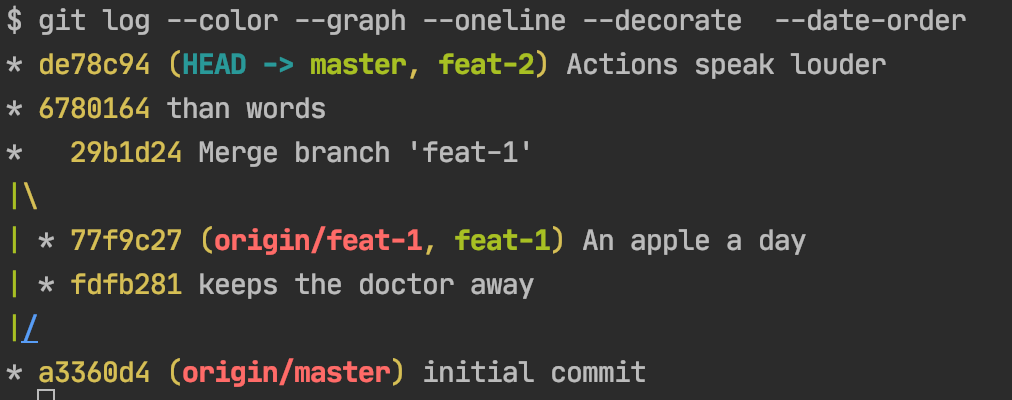 $ git log --color --graph --oneline --decorate  --date-order
* de78c94 (HEAD -> master, feat-2) Actions speak louder
* 6780164 than words
*   29b1d24 Merge branch 'feat-1'
|\
| * 77f9c27 (origin/feat-1, feat-1) An apple a day
| * fdfb281 keeps the doctor away
|/
* a3360d4 (origin/master) initial commit